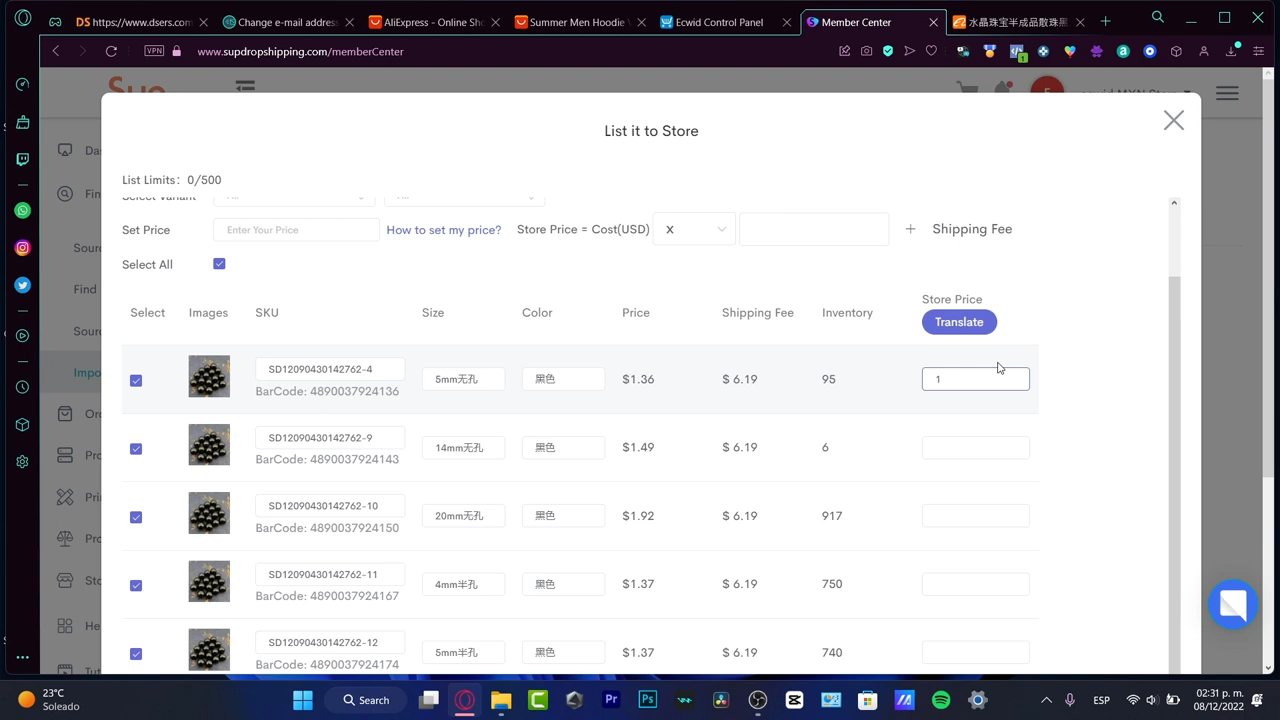 https://www.dsers.com
Change e-mail address
AliExpress - Online Sho
Summer Men Hoodie
Ecwid Control Panel
Member Center
水晶珠宝半成品散珠黑
VPN
www.supdropshipping.com/memberCenter
1
List it to Store
List Limits: 0/500
Set Price
Enter Your Price
How to set my price?
Store Price = Cost(USD)
X
+
Shipping Fee
Select All
Select
Images
SKU
Size
Color
Price
Shipping Fee
Inventory
Store Price
Translate
SD12090430142762-4
BarCode: 4890037924136
5mm无孔
黑色
$1.36
$ 6.19
95
1
SD12090430142762-9
BarCode: 4890037924143
14mm无孔
黑色
$1.49
$ 6.19
6
SD12090430142762-10
BarCode: 4890037924150
20mm无孔
黑色
$1.92
$ 6.19
917
SD12090430142762-11
BarCode: 4890037924167
4mm半孔
黑色
$1.37
$ 6.19
750
SD12090430142762-12
BarCode: 4890037924174
5mm半孔
黑色
$1.37
$ 6.19
740
23°C
Soleado
Search
Pr
Ps
ESP
02:31 p. m.
08/12/2022